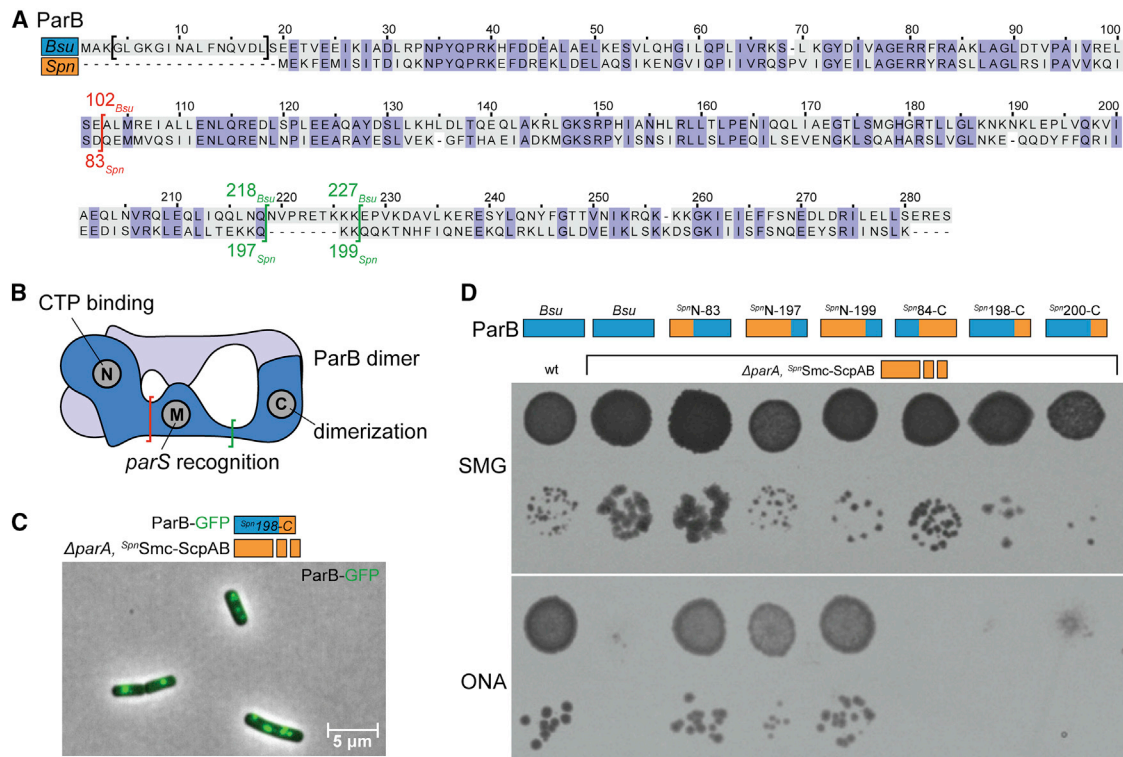 A ParB
10 20 30 40 50 60 70 80 90 100
Bsu MAK[GLGKGINALFNQVDL]SEETVEEIKIADLRPNPYQPRKHFDDEALAELKESVLQHGILQPLIVRKS-LKGYDIVAGERRFRAAKLAGLDTVPAIVREL
Spn -------------------MEKFEMISITDIQKNPYQPRKEFDREKLDELAQSIKENGVIQPIIVRQSPVIGYEILAGERRYRASLLAGLRSIPAVVKQI
102Bsu 110 120 130 140 150 160 170 180 190 200
SEALMREIALLENLQREDLSPLEEAQAYDSLLKHLDLTQEQLAKRLGKSRPHIANHLRLLTLPENIQQLIAEGTLSMGHGRTLLGLKNKNKLEPLVQKVI
SDQEMMVQSIIENLQRENLNPIEEARAYESLVEK-GFTHAEIADKMGKSRPYISNSIRLLSLPEQILSEVENGKLSQAHARSLVGLNKE-QQDYFFQRII
83Spn
210 218Bsu 220 227Bsu 230 240 250 260 270 280
AEQLNVRQLEQLIQQLNQNVPRETKKKEPVKDAVLKERESYLQNYFGTTVNIKRQK-KKGKIEIEFFSNEDLDRILELLSERES
EEDISVRKLEALLTEKKQ-------KKQQKTNHFIQNEEKQLRKLLGLDVEIKLSKKDSGKIIISFSNQEEYSRIINSLK----
197Spn 199Spn
B
CTP binding
N
ParB dimer
M
C
dimerization
parS recognition
C
ParB-GFP Spn198-C
ΔparA, SpnSmc-ScpAB
ParB-GFP
5 µm
D
Bsu Bsu SpnN-83 SpnN-197 SpnN-199 Spn84-C Spn198-C Spn200-C
ParB
wt ΔparA, SpnSmc-ScpAB
SMG
ONA